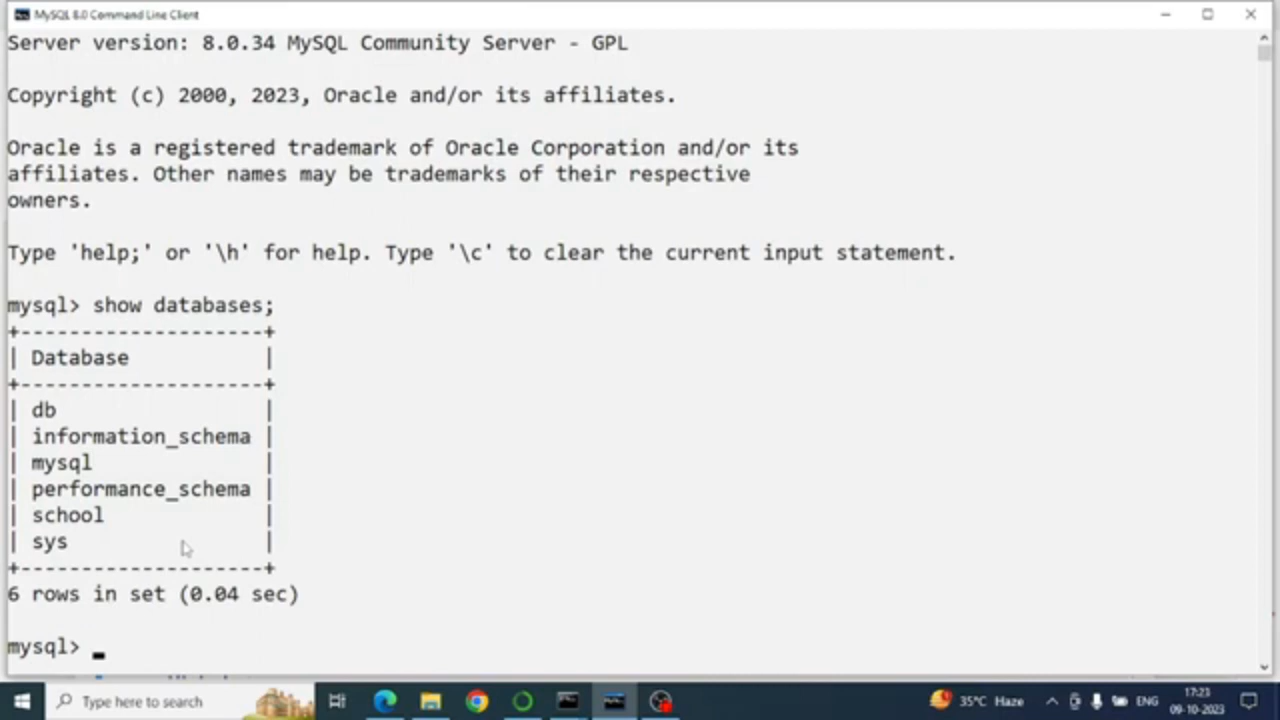 MySQL 8.0 Command Line Client
Server version: 8.0.34 MySQL Community Server - GPL
Copyright (c) 2000, 2023, Oracle and/or its affiliates.
Oracle is a registered trademark of Oracle Corporation and/or its
affiliates. Other names may be trademarks of their respective
owners.
Type 'help;' or '\h' for help. Type '\c' to clear the current input statement.
mysql> show databases;
+--------------------+
| Database           |
+--------------------+
| db                 |
| information_schema |
| mysql              |
| performance_schema |
| school             |
| sys                |
+--------------------+
6 rows in set (0.04 sec)
mysql>
Type here to search
35°C Haze
ENG
17:23
09-10-2023